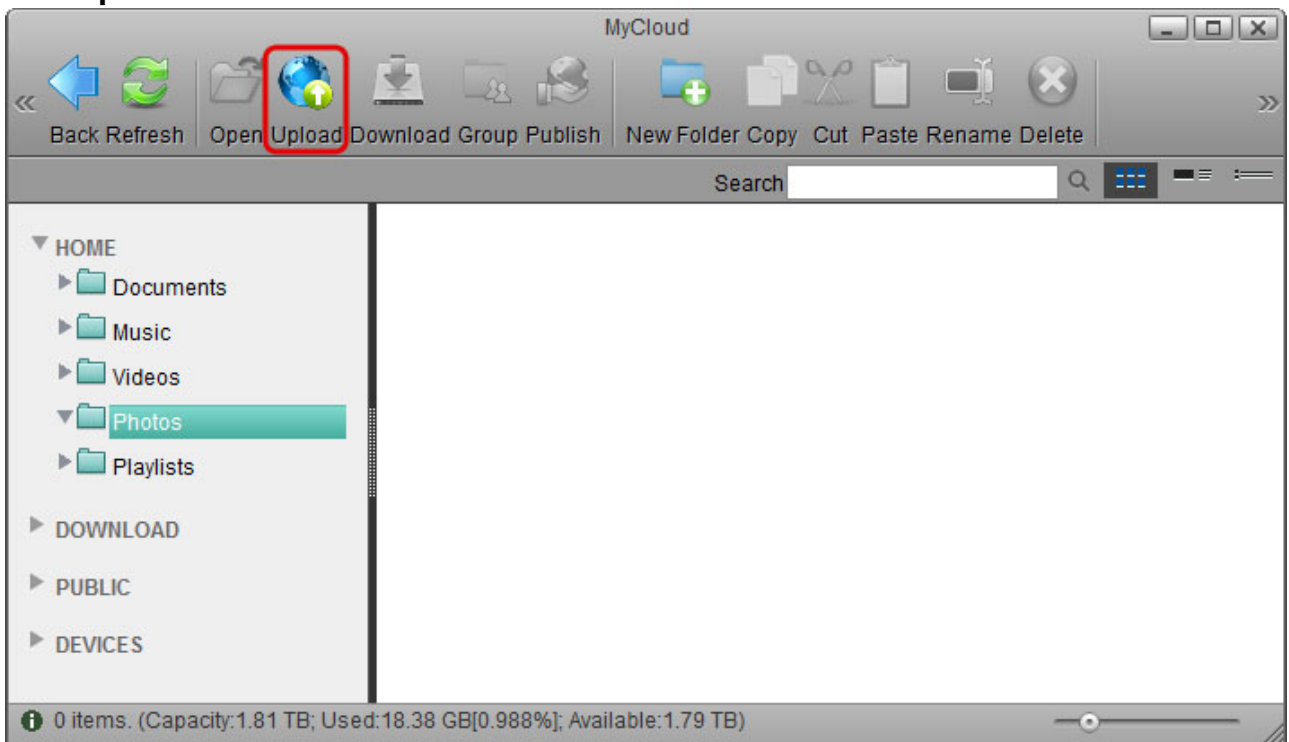 MyCloud
Back Refresh Open Upload Download Group Publish New Folder Copy Cut Paste Rename Delete
Search
HOME
Documents
Music
Videos
Photos
Playlists
DOWNLOAD
PUBLIC
DEVICES
0 items. (Capacity:1.81 TB; Used:18.38 GB[0.988%]; Available:1.79 TB)